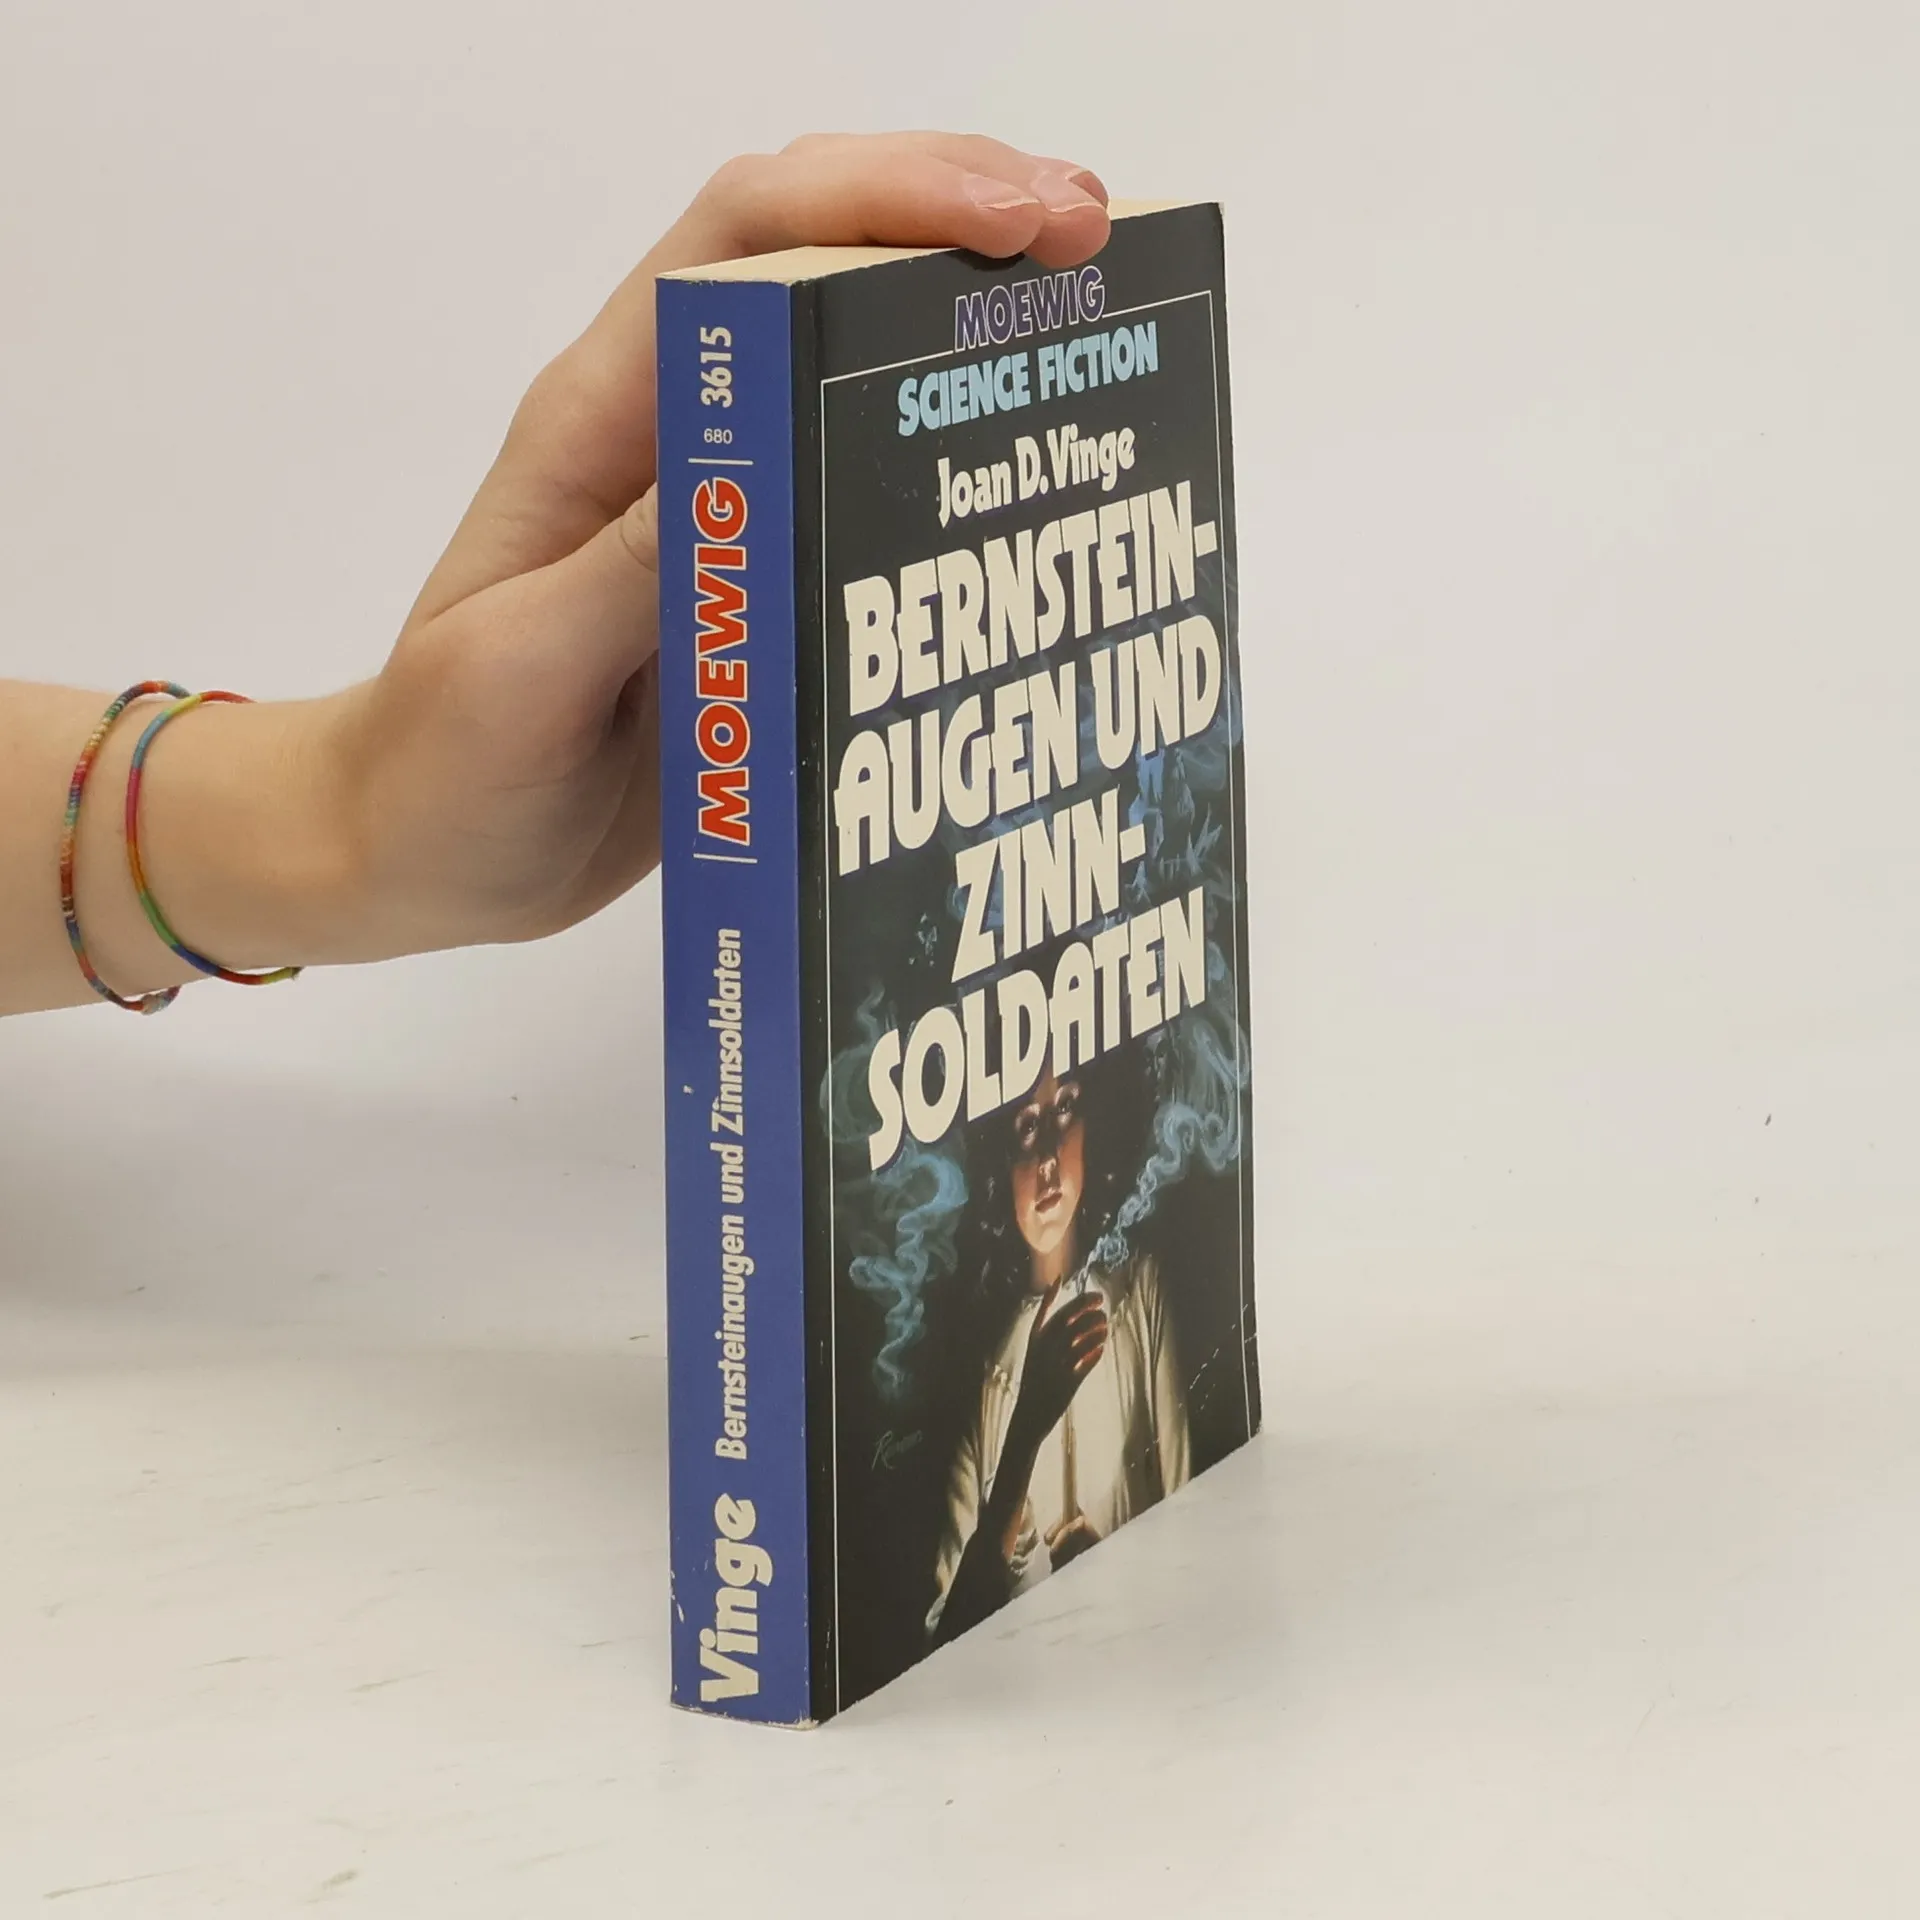 3615
680
MOEWIG
Bernsteinaugen und Zinnsoldaten
Vinge
MOEWIG
SCIENCE FICTION
Joan D. Vinge
BERNSTEIN-
AUGEN UND
ZINN-
SOLDATEN